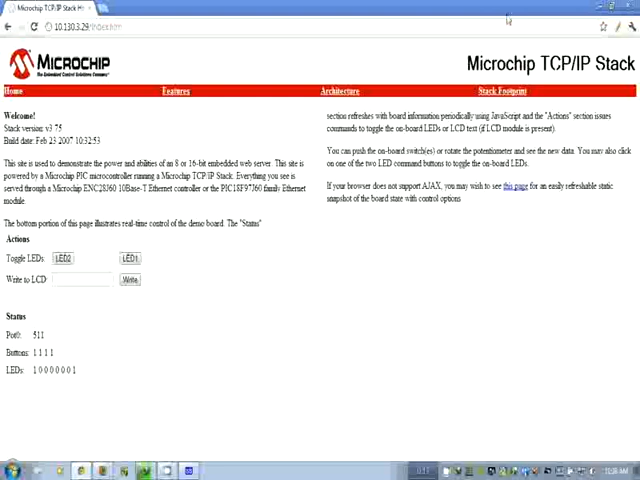 Microchip TCP/IP Stack H
10.130.3.29/index.htm
MICROCHIP
The Embedded Control Solutions Company®
Microchip TCP/IP Stack
Home Features Architecture Stack Footprint
Welcome!
Stack version: v3.75
Build date: Feb 23 2007 10:32:53
This site is used to demonstrate the power and abilities of an 8 or 16-bit embedded web server. This site is
powered by a Microchip PIC microcontroller running a Microchip TCP/IP Stack. Everything you see is
served through a Microchip ENC28J60 10Base-T Ethernet controller or the PIC18F97J60 family Ethernet
module.
The bottom portion of this page illustrates real-time control of the demo board. The "Status"
section refreshes with board information periodically using JavaScript and the "Actions" section issues
commands to toggle the on-board LEDs or LCD text (if LCD module is present).
You can push the on-board switch(es) or rotate the potentiometer and see the new data. You may also click
on one of the two LED command buttons to toggle the on-board LEDs.
If your browser does not support AJAX, you may wish to see this page for an easily refreshable static
snapshot of the board state with control options
Actions
Toggle LEDs: LED2 LED1
Write to LCD: Write
Status
Pot0: 511
Buttons: 1 1 1 1
LEDs: 1 0 0 0 0 0 0 1